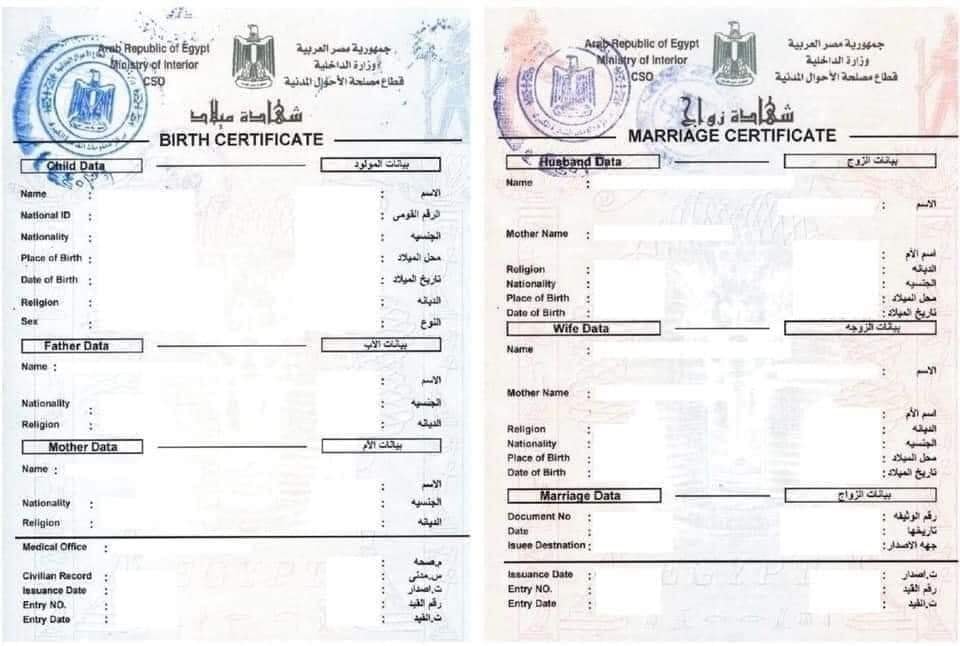 Arab Republic of Egypt
Ministry of Interior
CSO
جمهورية مصر العربية
وزارة الداخلية
قطاع مصلحة الأحوال المدنية
شهادة ميلاد
BIRTH CERTIFICATE
Child Data بيانات المولود
Name : : الاسم
National ID : : الرقم القومى
Nationality : : الجنسيه
Place of Birth : : محل الميلاد
Date of Birth : : تاريخ الميلاد
Religion : : الديانه
Sex : : النوع
Father Data بيانات الأب
Name :
: الاسم
Nationality : : الجنسيه
Religion : : الديانه
Mother Data بيانات الأم
Name :
: الاسم
Nationality : : الجنسيه
Religion : : الديانه
Medical Office :
: م.صحه
Civilian Record : : س.مدنى
Issuance Date : : ت.اصدار
Entry NO. : : رقم القيد
Entry Date : : ت.القيد
Arab Republic of Egypt
Ministry of Interior
CSO
جمهورية مصر العربية
وزارة الداخلية
قطاع مصلحة الأحوال المدنية
شهادة زواج
MARRIAGE CERTIFICATE
Husband Data بيانات الزوج
Name :
: الاسم
Mother Name :
: اسم الأم
Religion : : الديانه
Nationality : : الجنسيه
Place of Birth : : محل الميلاد
Date of Birth : : تاريخ الميلاد
Wife Data بيانات الزوجه
Name :
: الاسم
Mother Name :
: اسم الأم
Religion : : الديانه
Nationality : : الجنسيه
Place of Birth : : محل الميلاد
Date of Birth : : تاريخ الميلاد
Marriage Data بيانات الزواج
Document No : : رقم الوثيقه
Date : : تاريخها
Isuee Destnation : : جهه الاصدار
Issuance Date : : ت.اصدار
Entry NO. : : رقم القيد
Entry Date : : ت.القيد
EGYPT